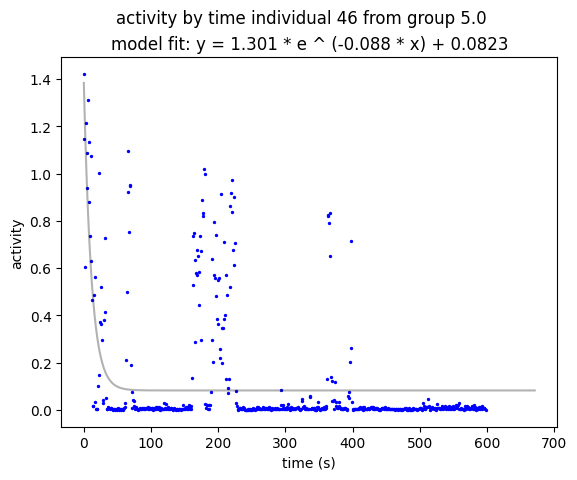 activity by time individual 46 from group 5.0
model fit: y = 1.301 * e ^ (-0.088 * x) + 0.0823
1.4
1.2
1.0
0.8
0.6
0.4
0.2
0.0
activity
0 100 200 300 400 500 600 700
time (s)